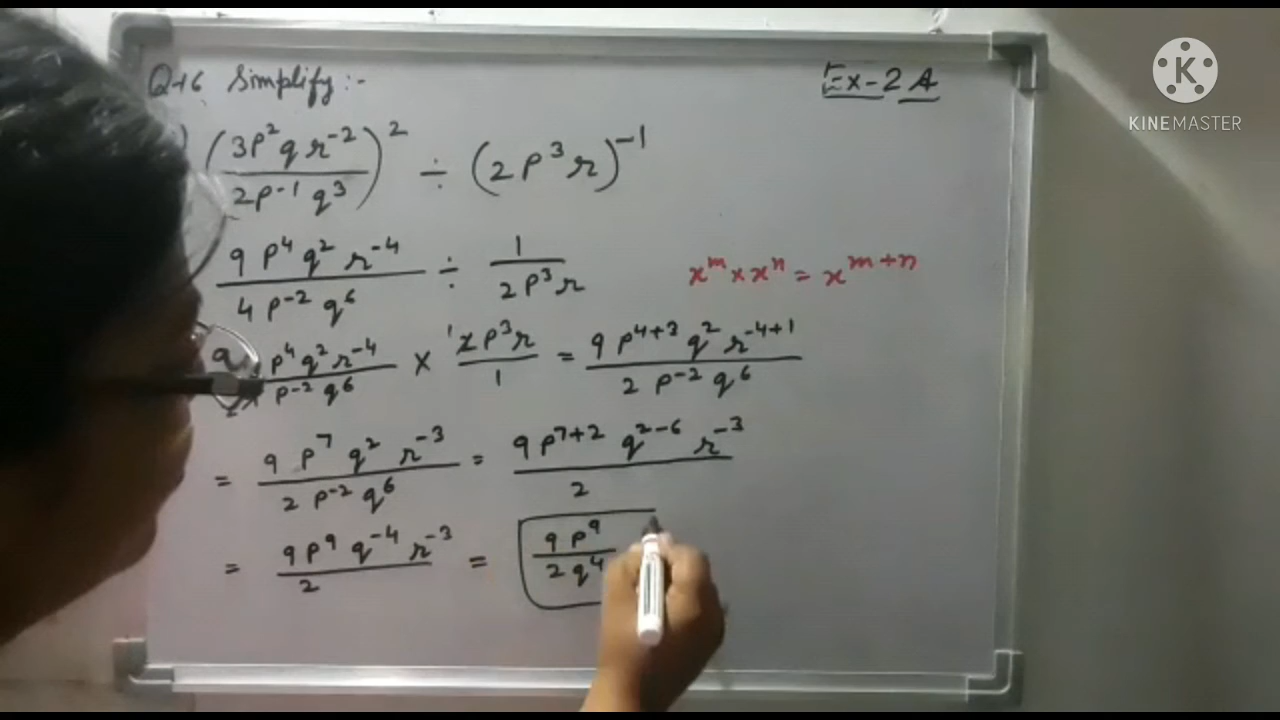 Q-16 Simplify:- Ex-2A
(3p²qr⁻²/2p⁻¹q³)² ÷ (2p³r)⁻¹
9p⁴q²r⁻⁴/4p⁻²q⁶ ÷ 1/2p³r
xᵐ×xⁿ=xᵐ⁺ⁿ
p⁴q²r⁻⁴/p⁻²q⁶ × 2p³r/1 = 9p⁴⁺³q²r⁻⁴⁺¹/2p⁻²q⁶
= 9p⁷q²r⁻³/2p⁻²q⁶ = 9p⁷⁺²q²⁻⁶r⁻³/2
= 9p⁹q⁻⁴r⁻³/2 = 9p⁹/2q⁴
KINEMASTER